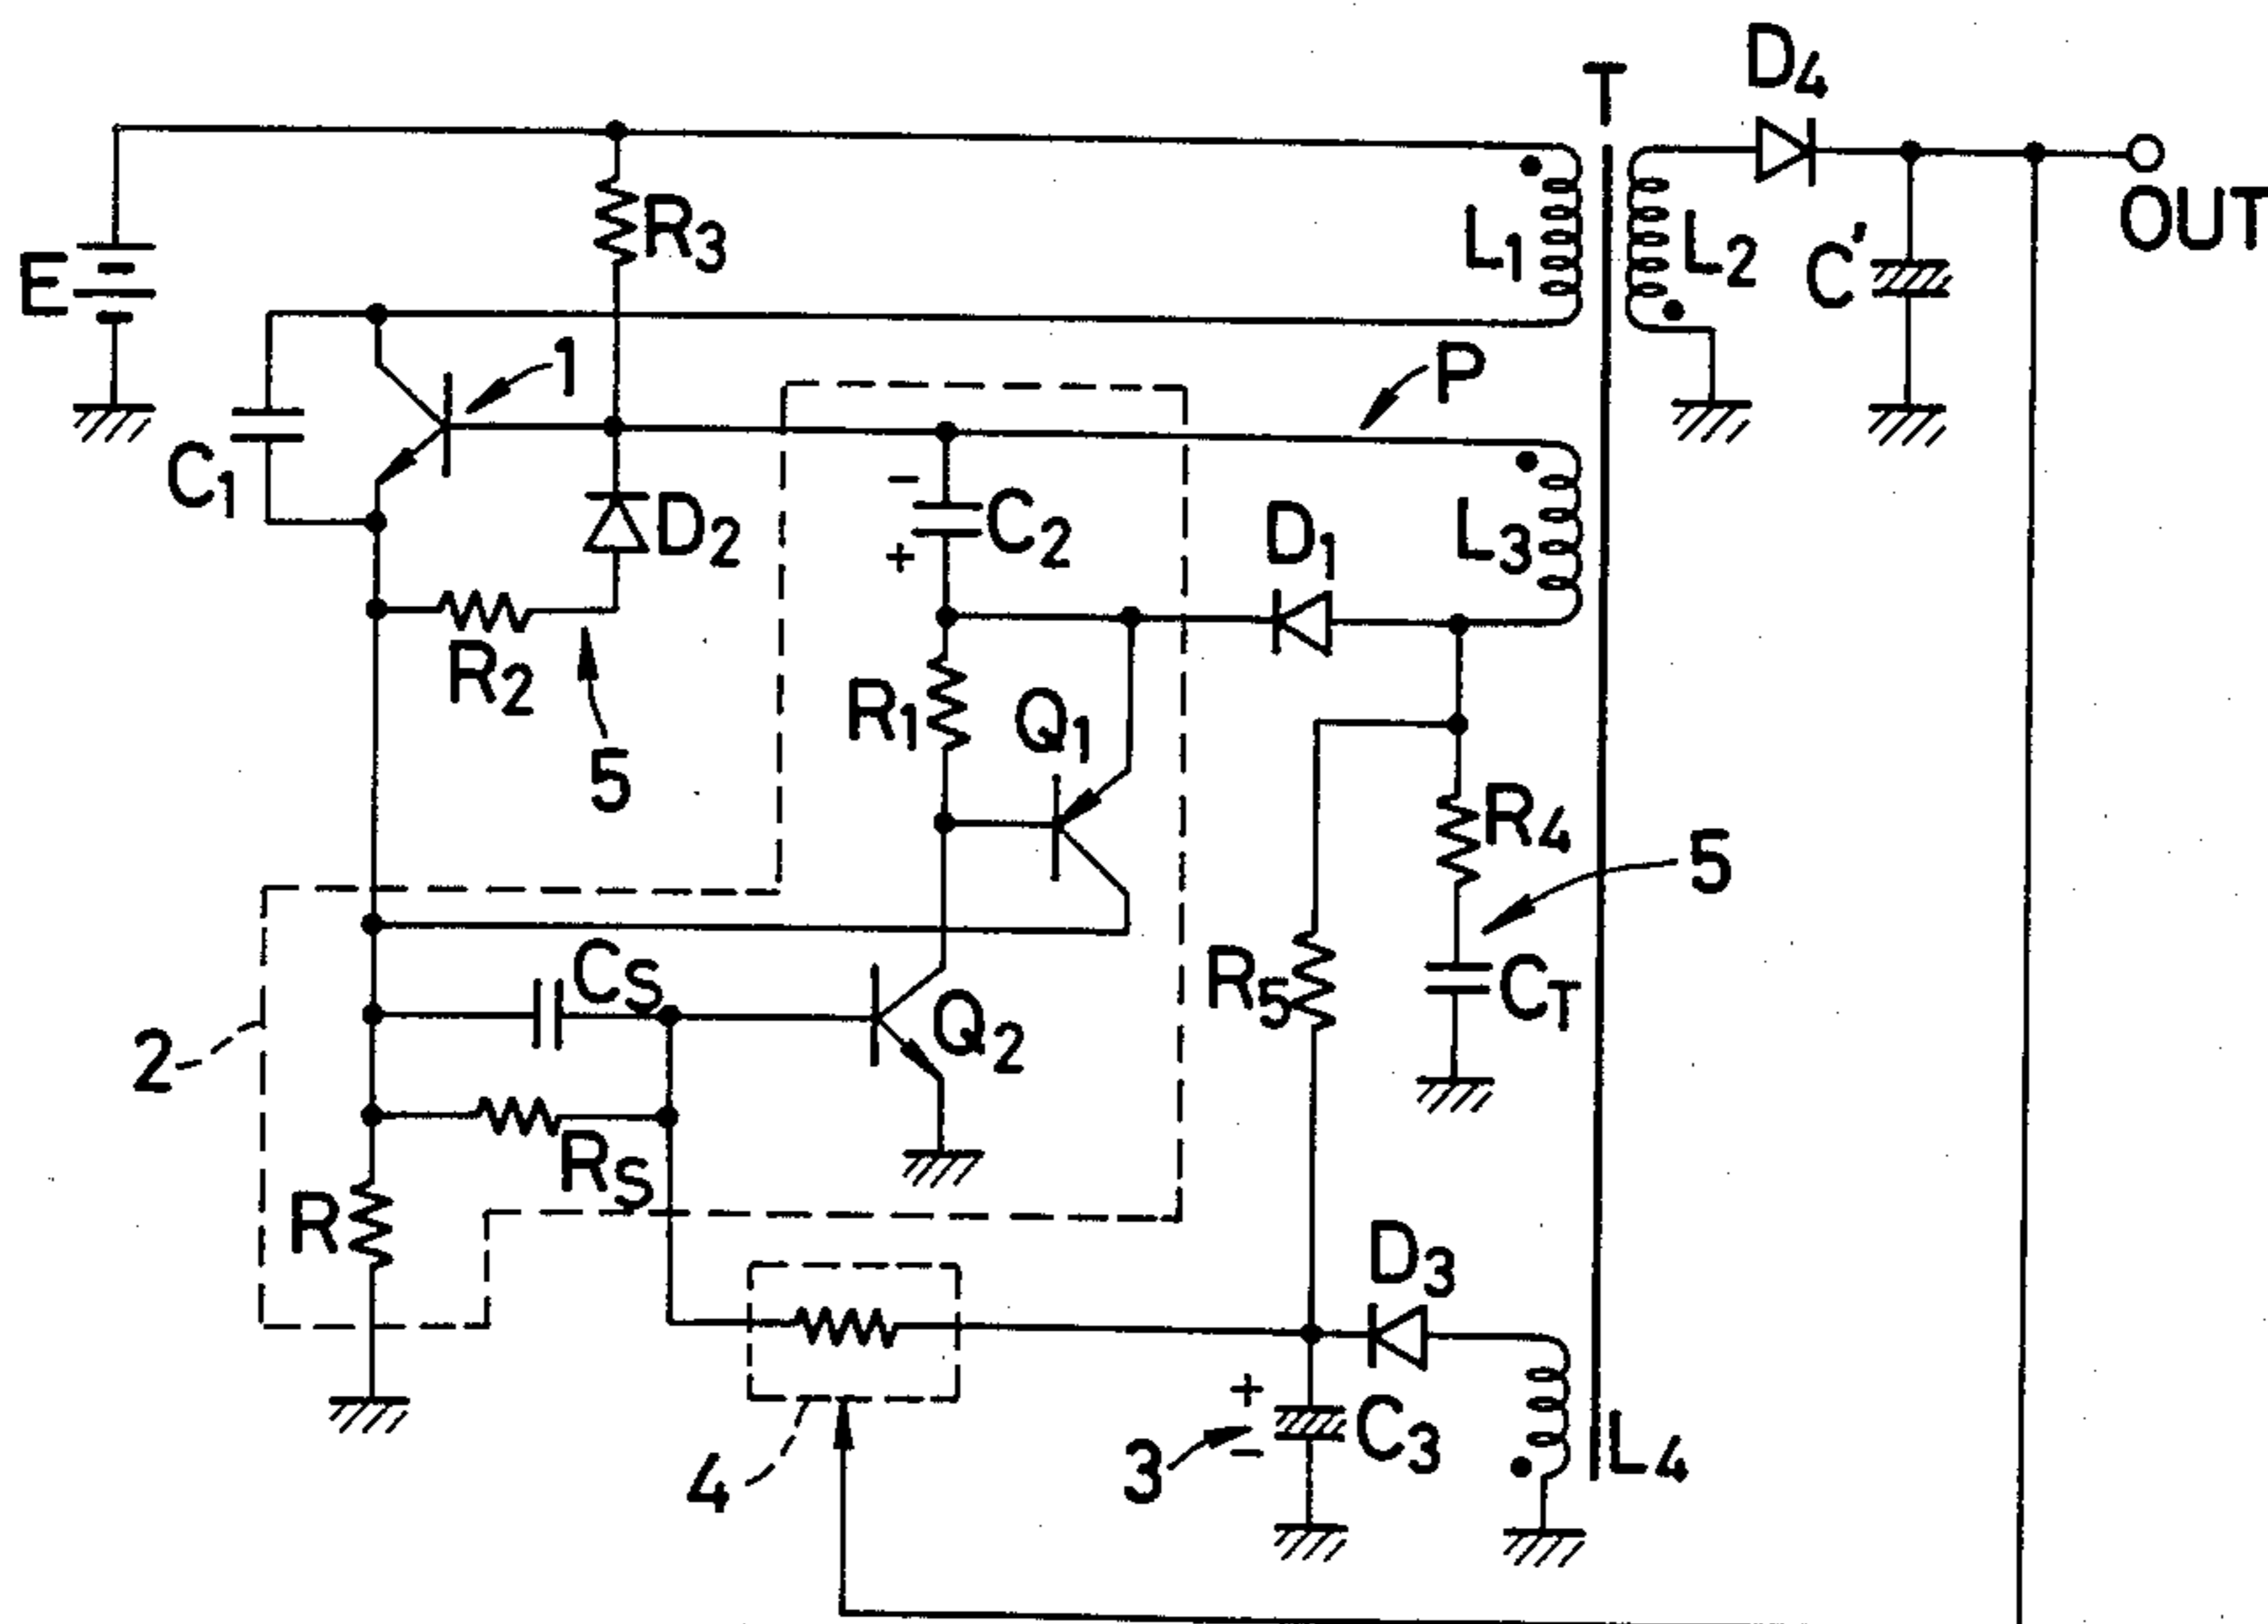 T
D4
OUT
E
R3
L1
L2
C'
1
P
C1
−
C2
+
D2
D1
L3
R2
R1
Q1
5
R4
5
R5
CT
CS
Q2
2
RS
R
D3
+
C3
−
3
4
L4